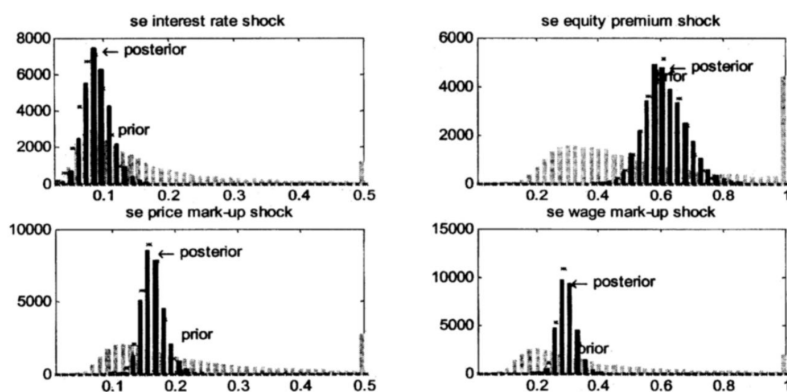 se interest rate shock
8000
6000
4000
2000
0
← posterior
prior
0.1 0.2 0.3 0.4 0.5
se equity premium shock
6000
4000
2000
0
← posterior
prior
0 0.2 0.4 0.6 0.8 1
se price mark-up shock
10000
5000
0
← posterior
prior
0.1 0.2 0.3 0.4 0.5
se wage mark-up shock
15000
10000
5000
0
← posterior
prior
0.2 0.4 0.6 0.8 1